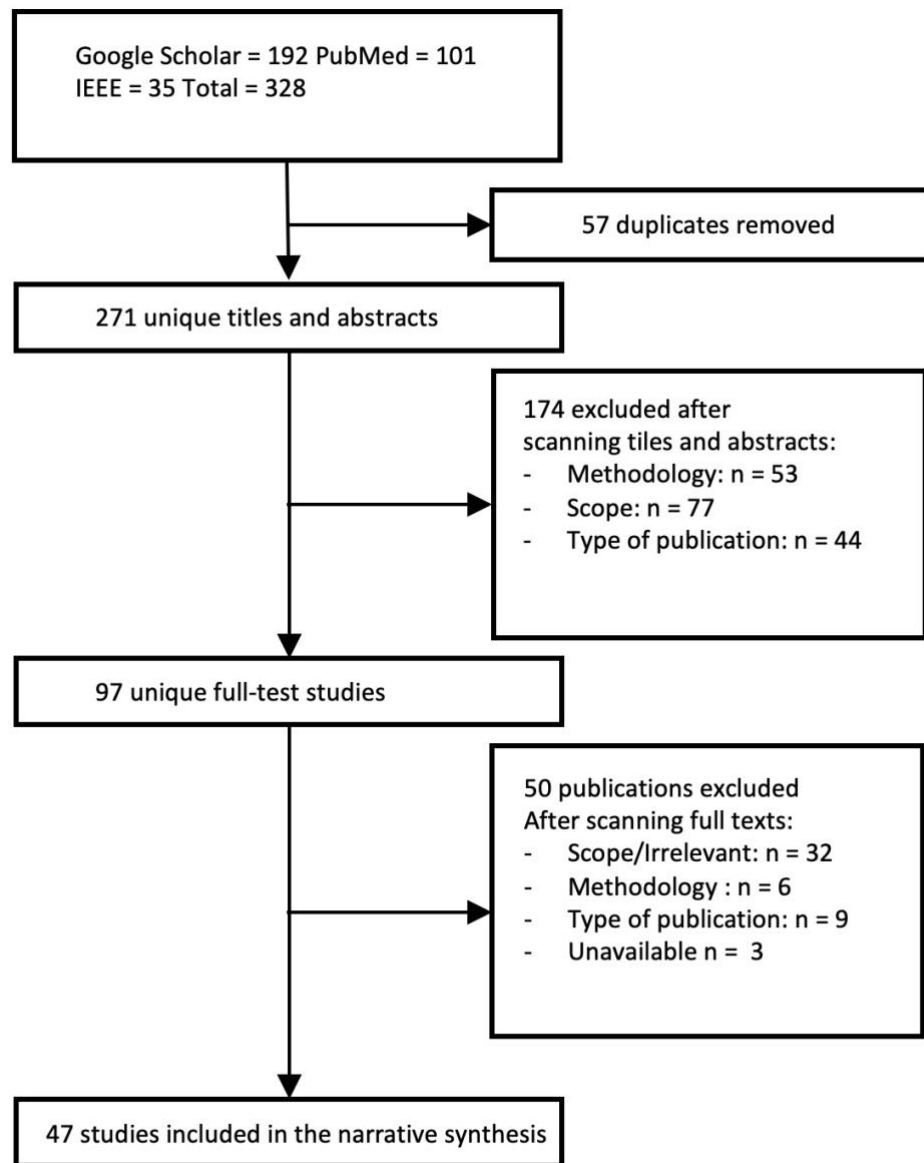 Google Scholar = 192 PubMed = 101
IEEE = 35 Total = 328
57 duplicates removed
271 unique titles and abstracts
174 excluded after
scanning tiles and abstracts:
- Methodology: n = 53
- Scope: n = 77
- Type of publication: n = 44
97 unique full-test studies
50 publications excluded
After scanning full texts:
- Scope/Irrelevant: n = 32
- Methodology : n = 6
- Type of publication: n = 9
- Unavailable n = 3
47 studies included in the narrative synthesis